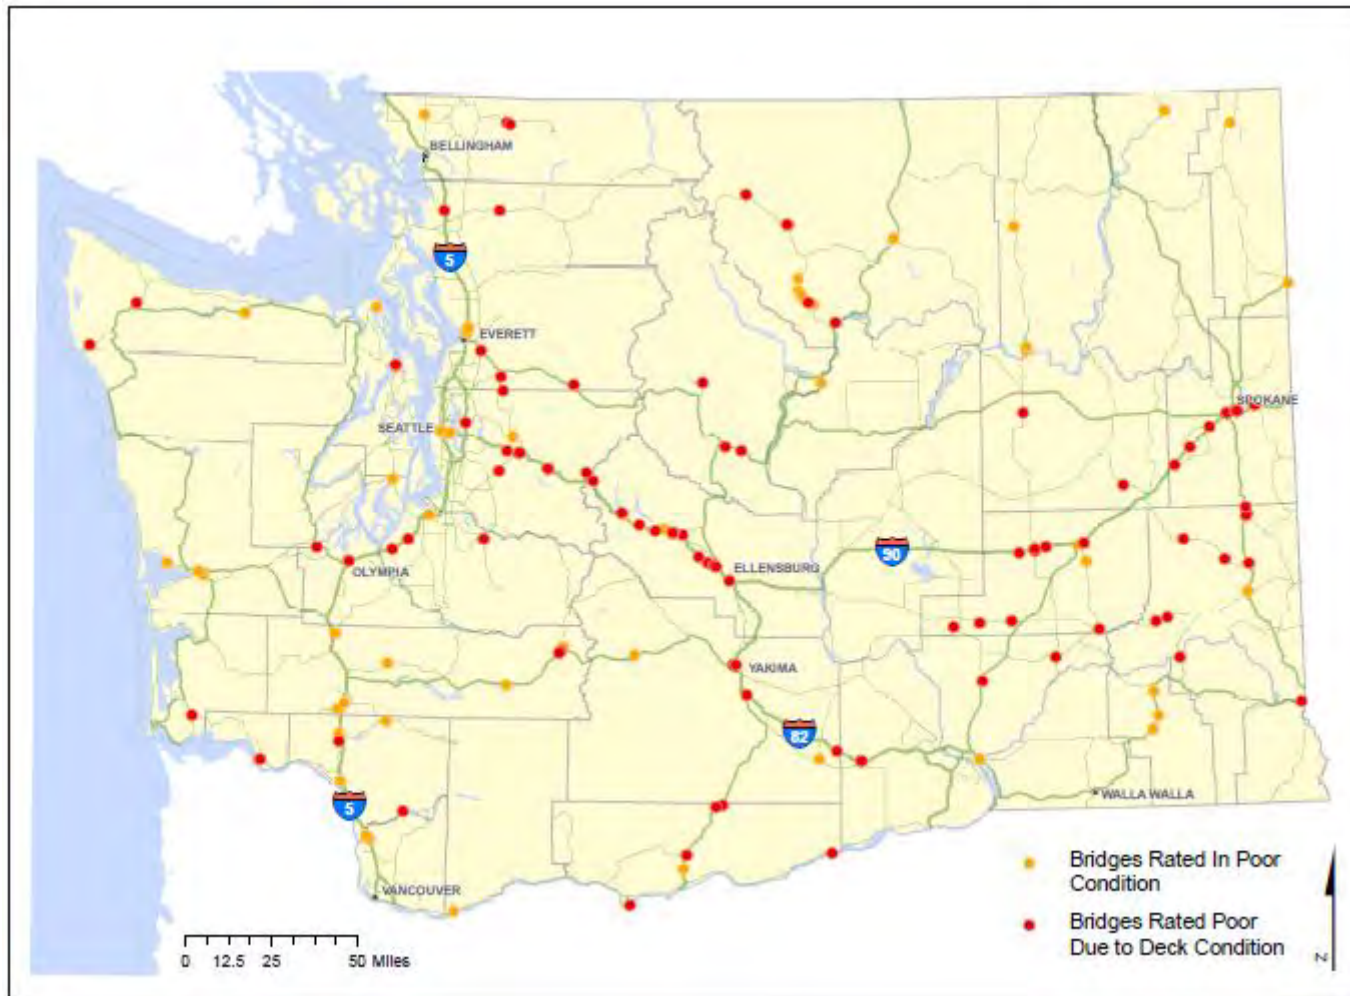 BELLINGHAM
5
EVERETT
SPOKANE
SEATTLE
90
OLYMPIA
ELLENSBURG
YAKIMA
82
5
WALLA WALLA
VANCOUVER
Bridges Rated In Poor
Condition
Bridges Rated Poor
Due to Deck Condition
0 12.5 25 50 Miles
N